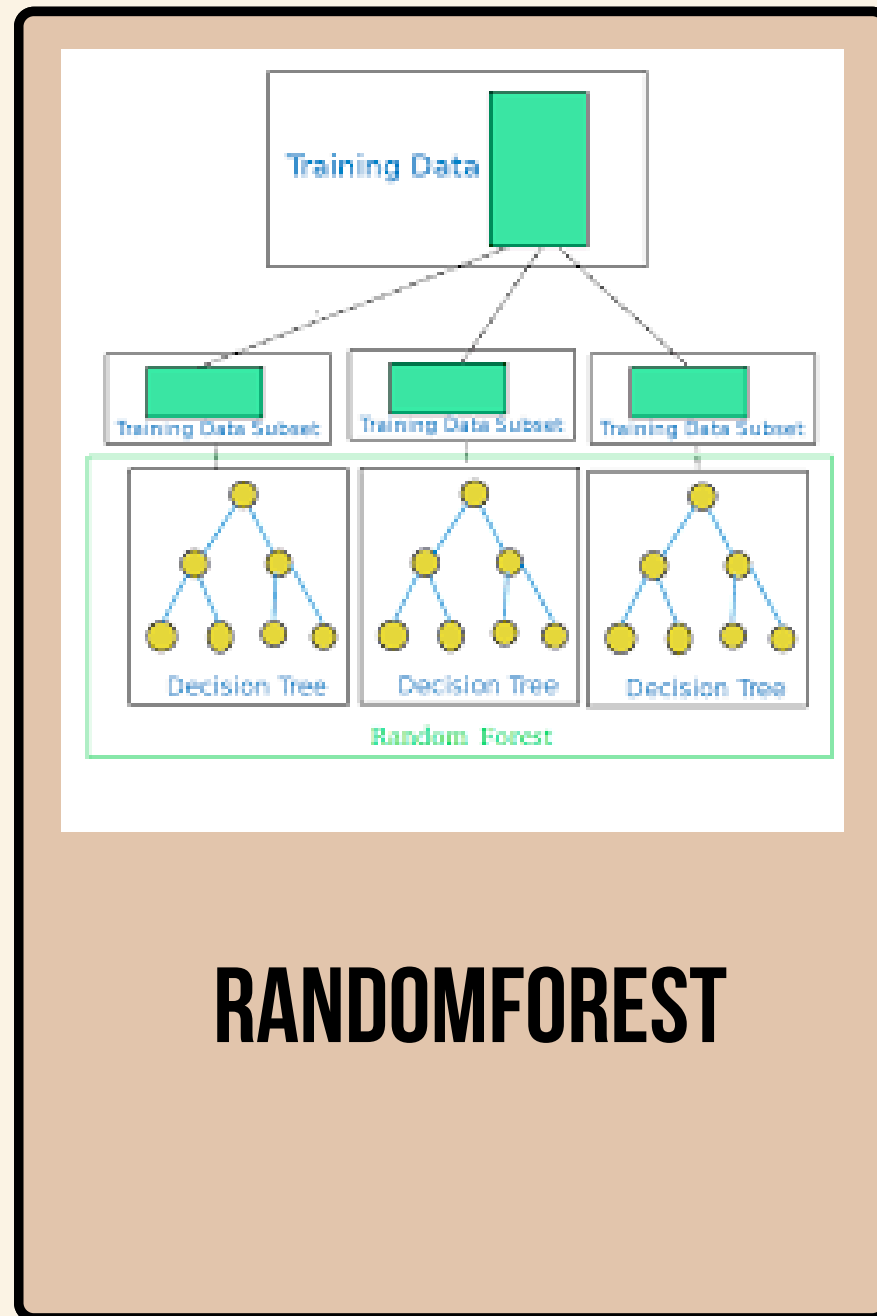 Training Data
Training Data Subset
Training Data Subset
Training Data Subset
Decision Tree
Decision Tree
Decision Tree
Random Forest
RANDOMFOREST